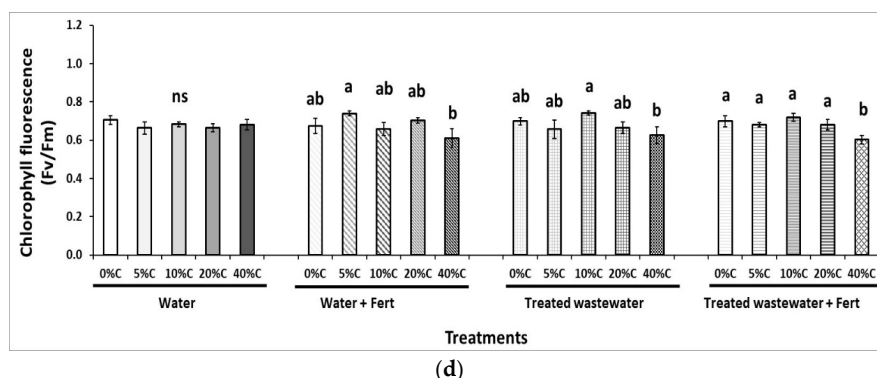 Chlorophyll fluorescence
(Fv/Fm)
1.2
1.0
0.8
0.6
0.4
0.2
0.0
ns
ab a ab ab b
ab ab a ab b
a a a a b
0%C 5%C 10%C 20%C 40%C 0%C 5%C 10%C 20%C 40%C 0%C 5%C 10%C 20%C 40%C 0%C 5%C 10%C 20%C 40%C
Water Water + Fert Treated wastewater Treated wastewater + Fert
Treatments
(d)